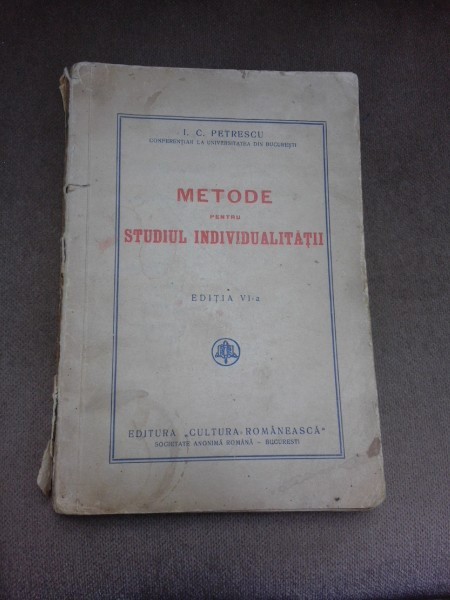 I. C. PETRESCU
CONFERENȚIAR LA UNIVERSITATEA DIN BUCUREȘTI
METODE
PENTRU
STUDIUL INDIVIDUALITĂȚII
EDIȚIA VI-a
EDITURA „CULTURA ROMÂNEASCĂ"
SOCIETATE ANONIMĂ ROMÂNĂ – BUCUREȘTI